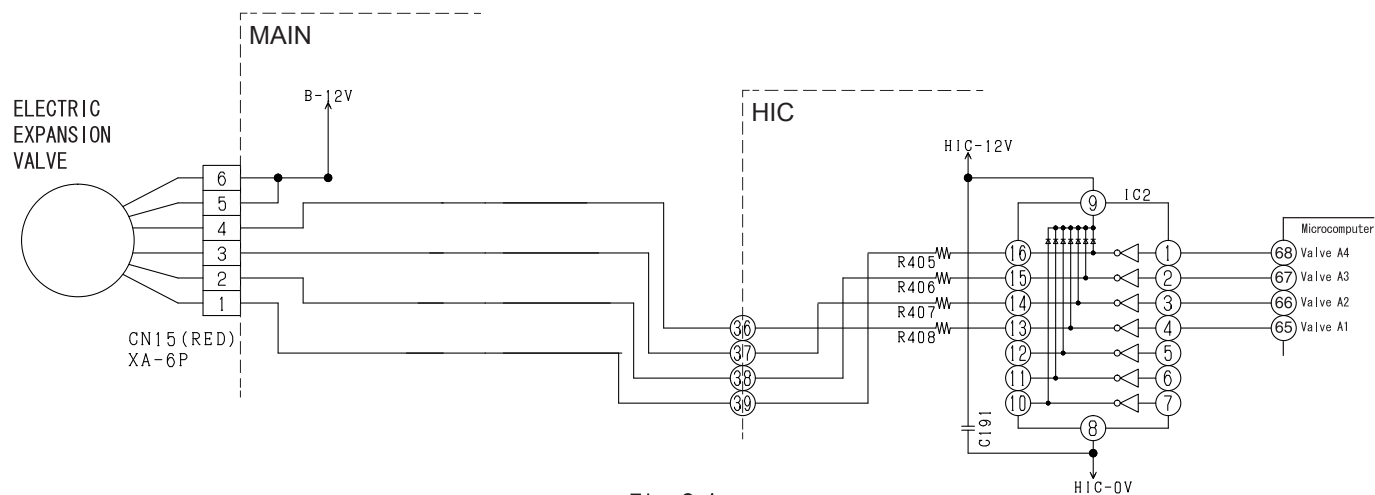 MAIN
B-12V
ELECTRIC
EXPANSION
VALVE
HIC
HIC-12V
6
5
4
3
2
1
CN15(RED)
XA-6P
36
37
38
39
R405
R406
R407
R408
C191
9
IC2
16
15
14
13
12
11
10
1
2
3
4
5
6
7
8
HIC-0V
Microcomputer
68 Valve A4
67 Valve A3
66 Valve A2
65 Valve A1